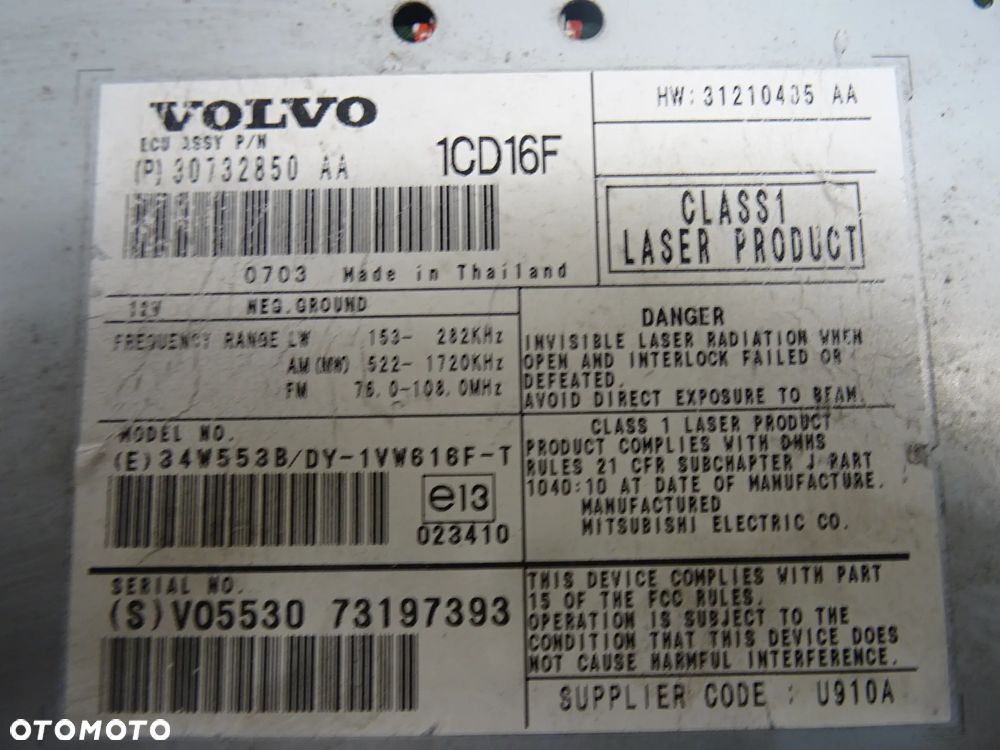 VOLVO
ECU ASSY P/N
(P) 30732850 AA
1CD16F
0703 Made in Thailand
HW:31210435 AA
CLASS1
LASER PRODUCT
12V NEG.GROUND
FREQUENCY RANGE LW 153- 282KHz
AM(MW) 522- 1720KHz
FM 76.0-108.0MHz
DANGER
INVISIBLE LASER RADIATION WHEN
OPEN AND INTERLOCK FAILED OR
DEFEATED.
AVOID DIRECT EXPOSURE TO BEAM.
MODEL NO.
(E)34W553B/DY-1VW616F-T
e13
023410
CLASS 1 LASER PRODUCT
PRODUCT COMPLIES WITH DHHS
RULES 21 CFR SUBCHAPTER J PART
1040:10 AT DATE OF MANUFACTURE.
MANUFACTURED
MITSUBISHI ELECTRIC CO.
SERIAL NO.
(S)V05530 73197393
THIS DEVICE COMPLIES WITH PART
15 OF THE FCC RULES.
OPERATION IS SUBJECT TO THE
CONDITION THAT THIS DEVICE DOES
NOT CAUSE HARMFUL INTERFERENCE.
SUPPLIER CODE : U910A
OTOMOTO